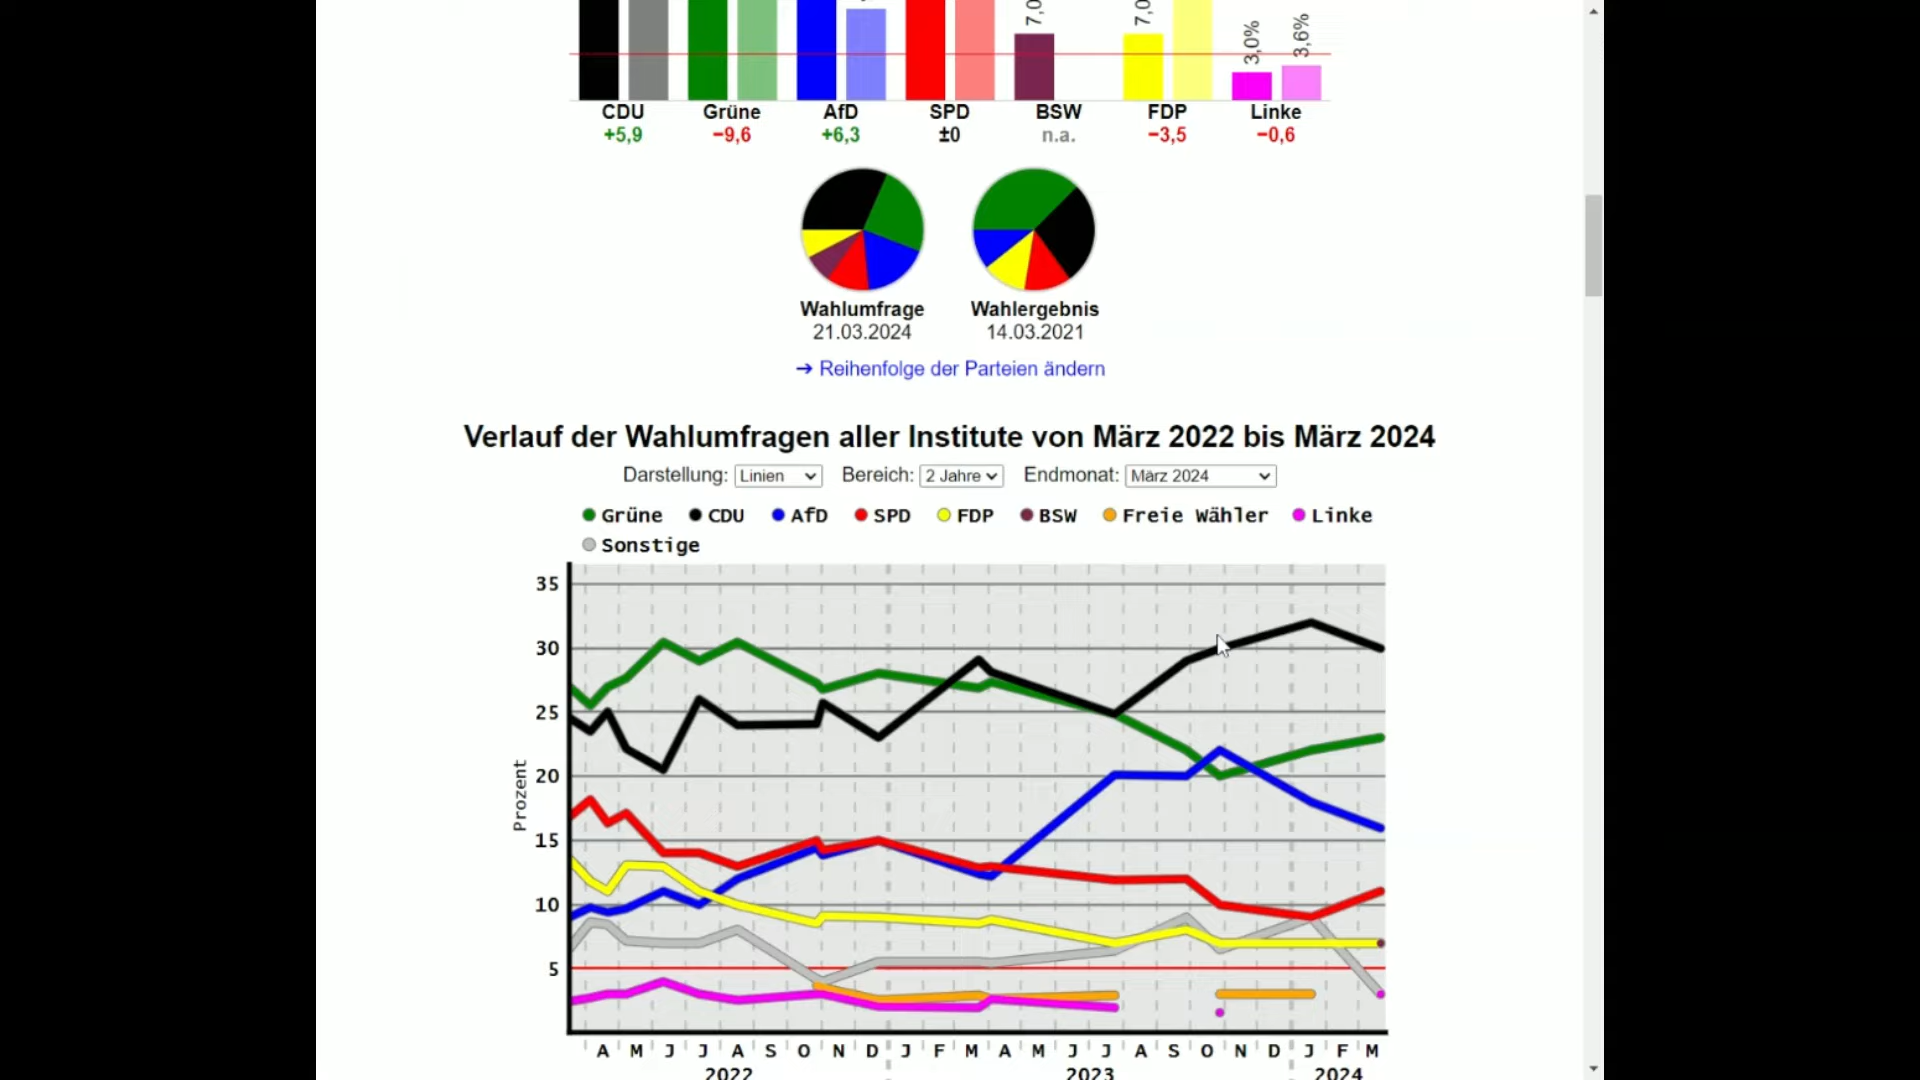 7,0
7,0
3,0%
3,6%
CDU Grüne AfD SPD BSW FDP Linke
+5,9 −9,6 +6,3 ±0 n.a. −3,5 −0,6
Wahlumfrage Wahlergebnis
21.03.2024 14.03.2021
➔ Reihenfolge der Parteien ändern
Verlauf der Wahlumfragen aller Institute von März 2022 bis März 2024
Darstellung: Linien Bereich: 2 Jahre Endmonat: März 2024
Grüne CDU AfD SPD FDP BSW Freie Wähler Linke
Sonstige
35
30
25
20
15
10
5
Prozent
A M J J A S O N D J F M A M J J A S O N D J F M
2022 2023 2024